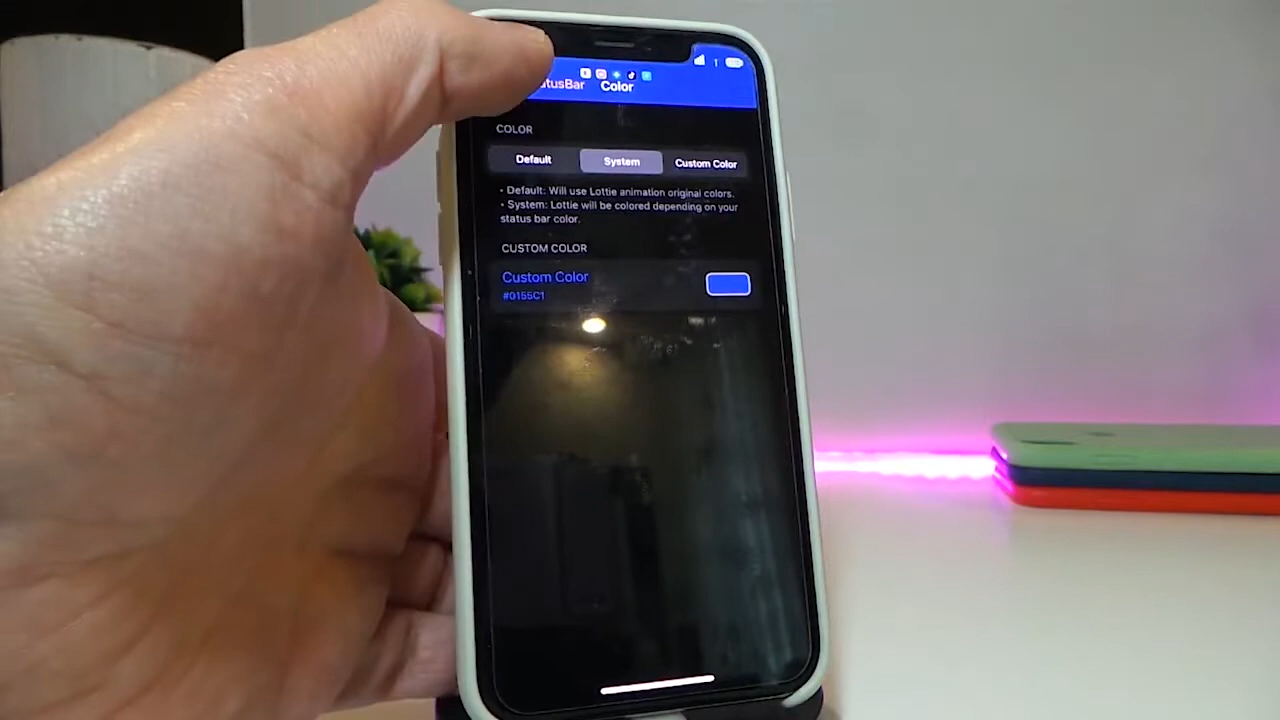 atusBar Color
COLOR
Default System Custom Color
• Default: Will use Lottie animation original colors.
• System: Lottie will be colored depending on your
status bar color.
CUSTOM COLOR
Custom Color
#0155C1